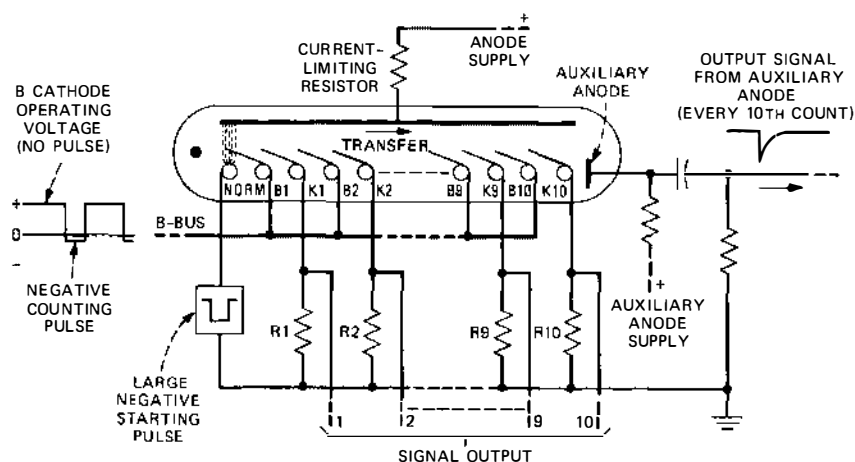 CURRENT-
LIMITING
RESISTOR
+
ANODE
SUPPLY
AUXILIARY
ANODE
OUTPUT SIGNAL
FROM AUXILIARY
ANODE
(EVERY 10TH COUNT)
B CATHODE
OPERATING
VOLTAGE
(NO PULSE)
TRANSFER
NORM B1 K1 B2 K2 B9 K9 B10 K10
+
0
-
B-BUS
NEGATIVE
COUNTING
PULSE
+
AUXILIARY
ANODE
SUPPLY
R1 R2 R9 R10
LARGE
NEGATIVE
STARTING
PULSE
1 2 9 10
SIGNAL OUTPUT